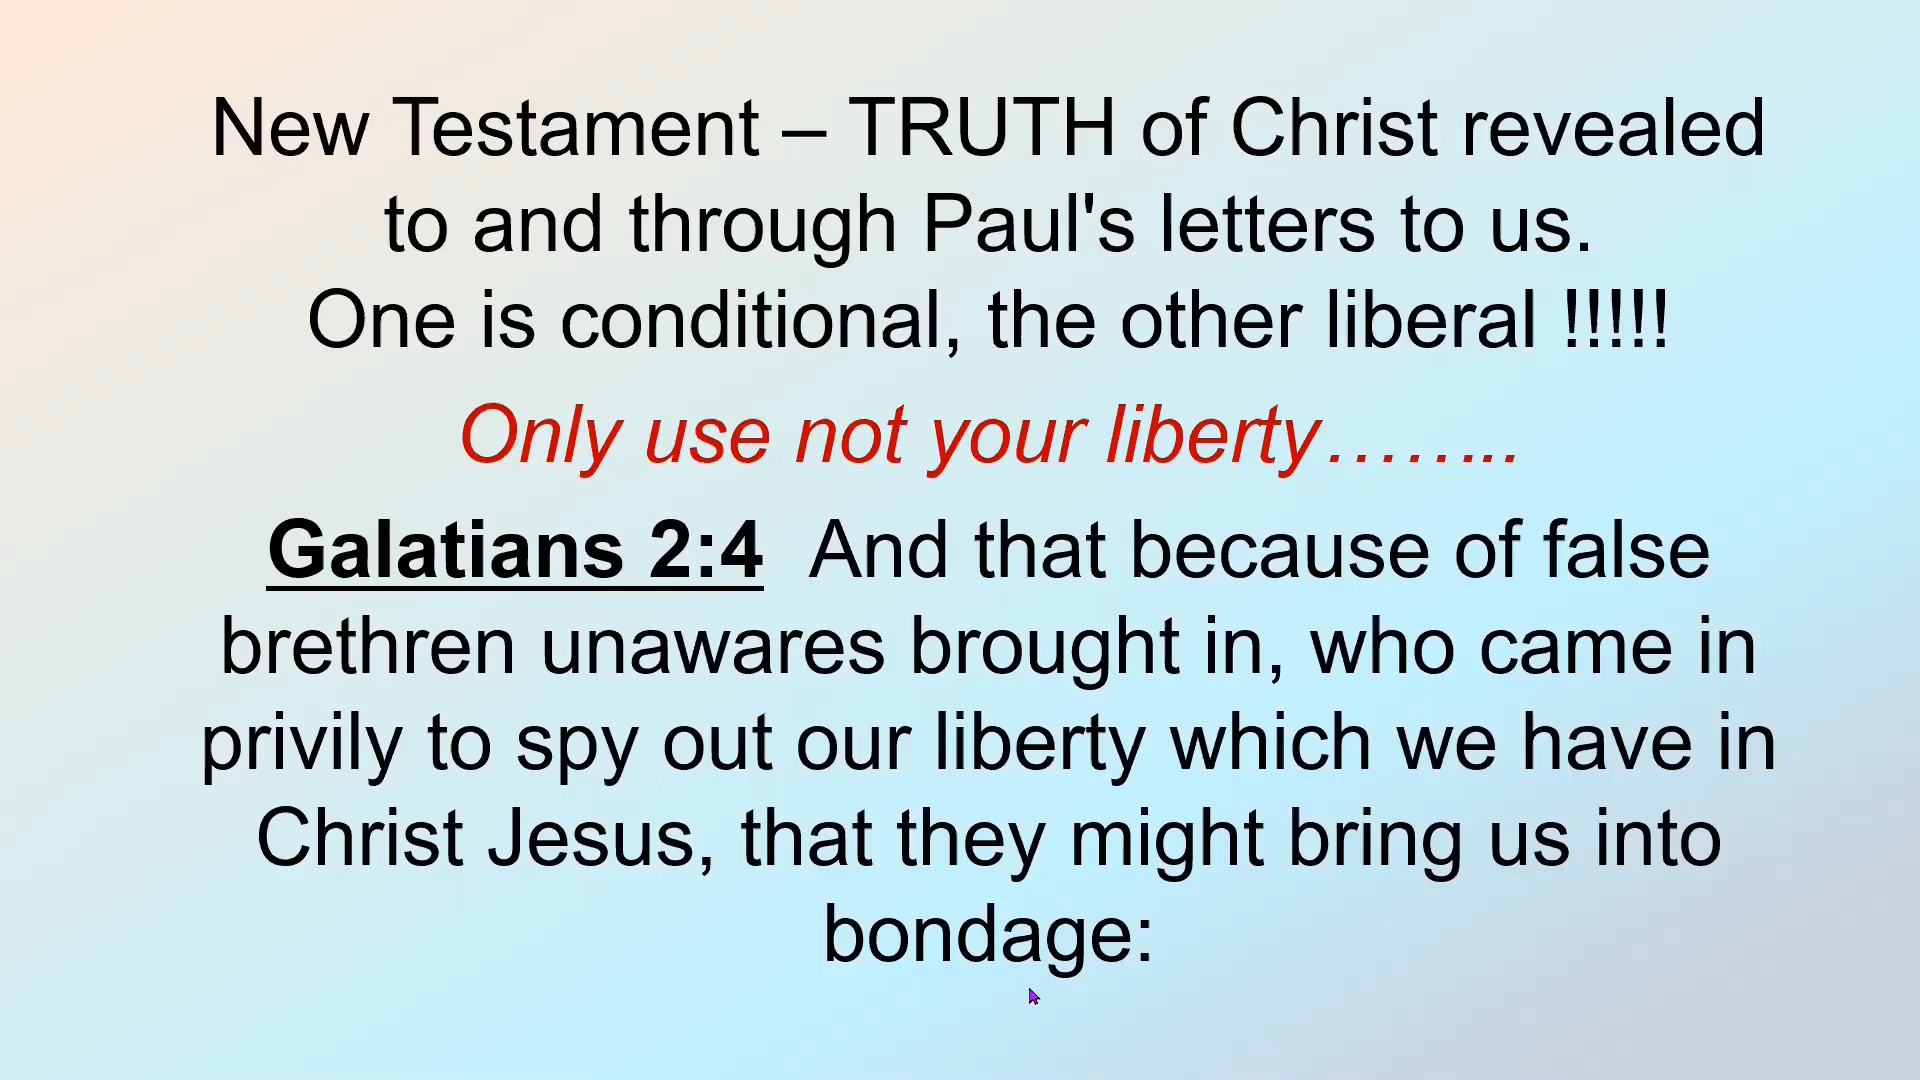 New Testament – TRUTH of Christ revealed
to and through Paul's letters to us.
One is conditional, the other liberal !!!!!
Only use not your liberty……..
Galatians 2:4  And that because of false
brethren unawares brought in, who came in
privily to spy out our liberty which we have in
Christ Jesus, that they might bring us into
bondage: